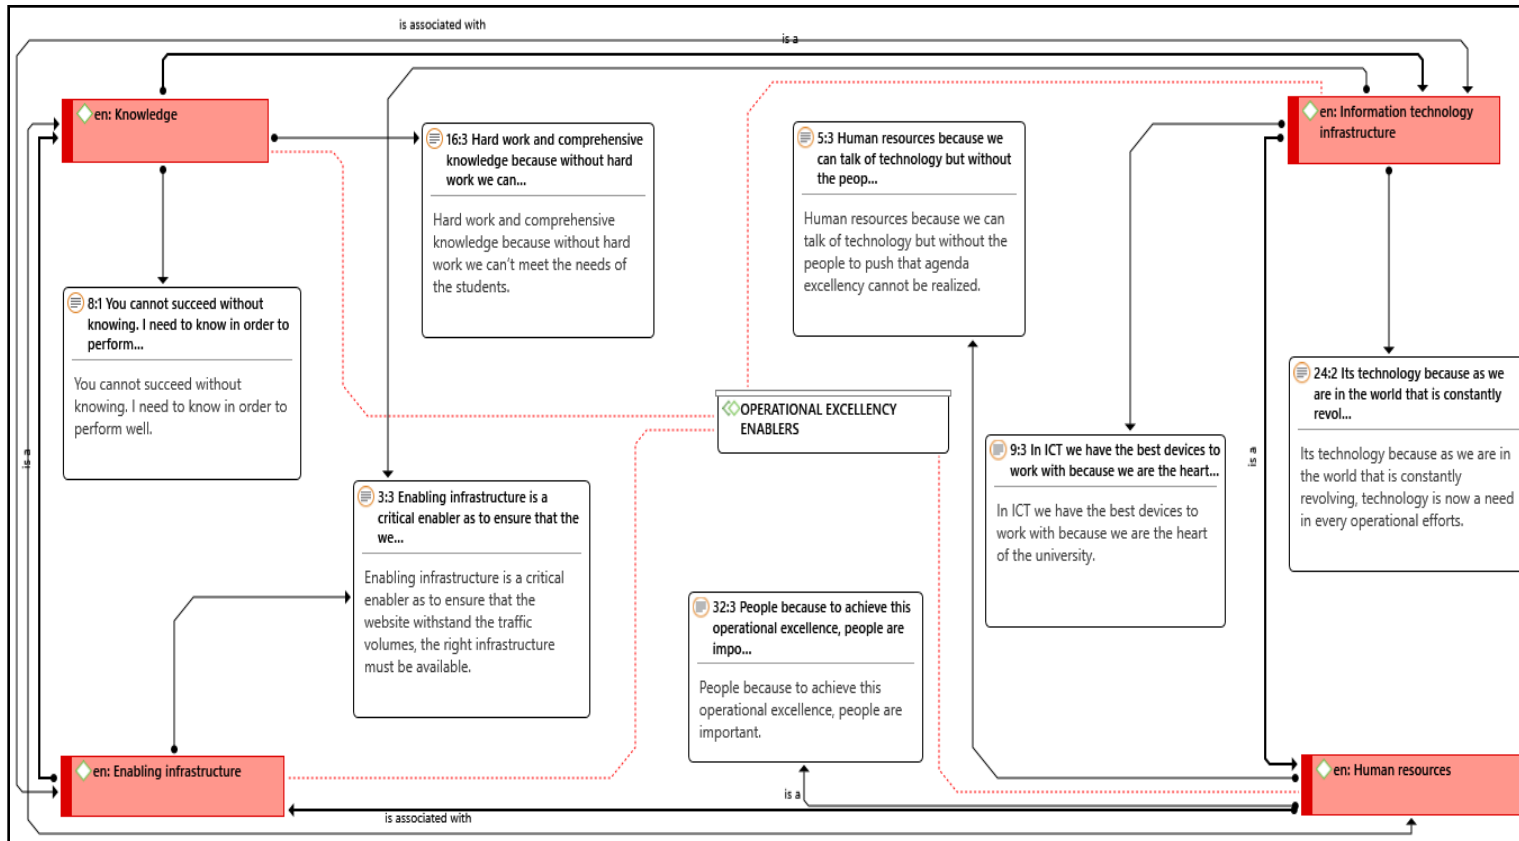 is associated with
is a
en: Knowledge
16:3 Hard work and comprehensive
knowledge because without hard
work we can...
Hard work and comprehensive
knowledge because without hard
work we can't meet the needs of
the students.
5:3 Human resources because we
can talk of technology but without
the peop...
Human resources because we can
talk of technology but without the
people to push that agenda
excellency cannot be realized.
en: Information technology
infrastructure
8:1 You cannot succeed without
knowing. I need to know in order to
perform...
You cannot succeed without
knowing. I need to know in order to
perform well.
OPERATIONAL EXCELLENCY
ENABLERS
24:2 Its technology because as we
are in the world that is constantly
revol...
Its technology because as we are in
the world that is constantly
revolving, technology is now a need
in every operational efforts.
is a
3:3 Enabling infrastructure is a
critical enabler as to ensure that the
we...
Enabling infrastructure is a critical
enabler as to ensure that the
website withstand the traffic
volumes, the right infrastructure
must be available.
9:3 In ICT we have the best devices to
work with because we are the heart...
In ICT we have the best devices to
work with because we are the heart
of the university.
is a
32:3 People because to achieve this
operational excellence, people are
impo...
People because to achieve this
operational excellence, people are
important.
en: Enabling infrastructure
en: Human resources
is a
is associated with